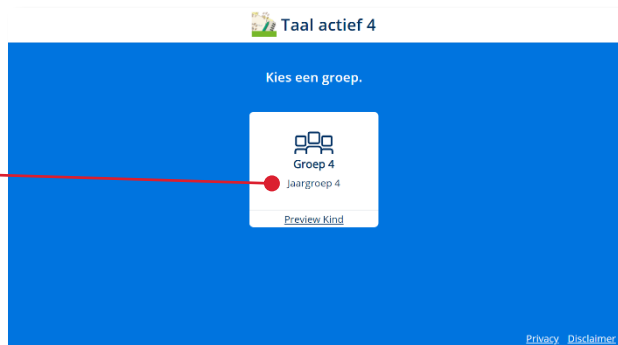 Taal actief 4
Kies een groep.
Groep 4
Jaargroep 4
Preview Kind
Privacy Disclaimer